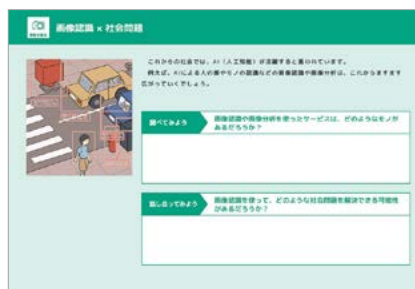 画像認識 × 社会問題
これからの社会では、AI(人工知能)が活躍すると言われています。
例えば、AIによる人の顔やモノの認識などの画像認識や画像分析は、これからますます
広がっていくでしょう。
調べてみよう
画像認識や画像分析を使ったサービスは、どのようなモノが
あるだろうか?
話し合ってみよう
画像認識を使って、どのような社会問題を解決できる可能性
があるだろうか?